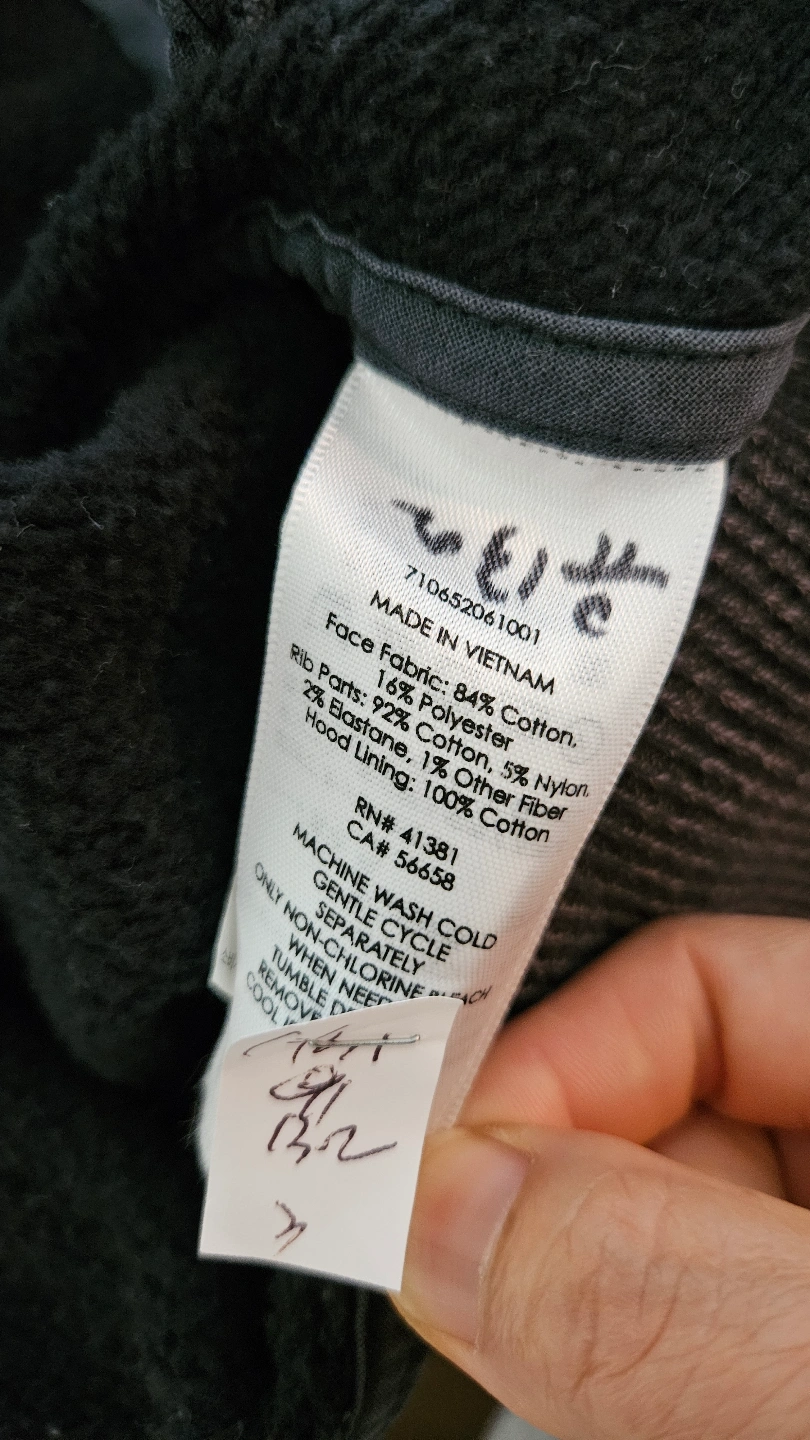 710652061001
MADE IN VIETNAM
Face Fabric: 84% Cotton,
16% Polyester
Rib Parts: 92% Cotton, 5% Nylon,
2% Elastane, 1% Other Fiber
Hood Lining: 100% Cotton
RN# 41381
CA# 56658
MACHINE WASH COLD
GENTLE CYCLE
SEPARATELY
ONLY NON-CHLORINE BLEACH
WHEN
TUMBLE
REMOVE
COOL